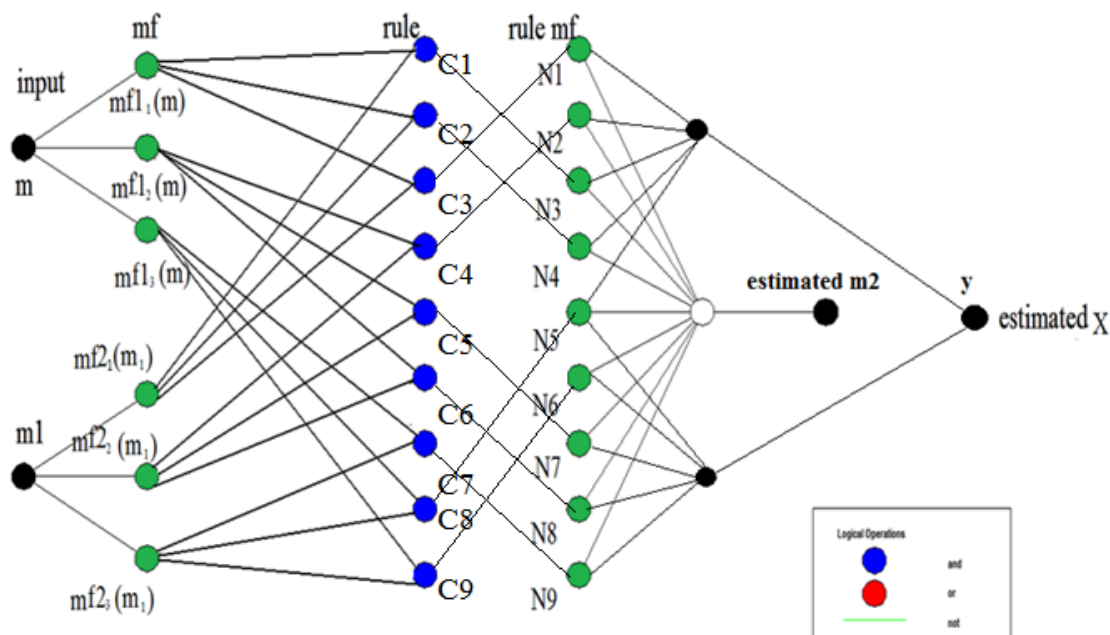 mf
rule
rule mf
input
mf1₁(m)
m
mf1₂(m)
mf1₃(m)
mf2₁(m₁)
m1
mf2₂ (m₁)
mf2₃ (m₁)
C1
C2
C3
C4
C5
C6
C7
C8
C9
N1
N2
N3
N4
N5
N6
N7
N8
N9
estimated m2
y
estimated X
Logical Operations
and
or
not